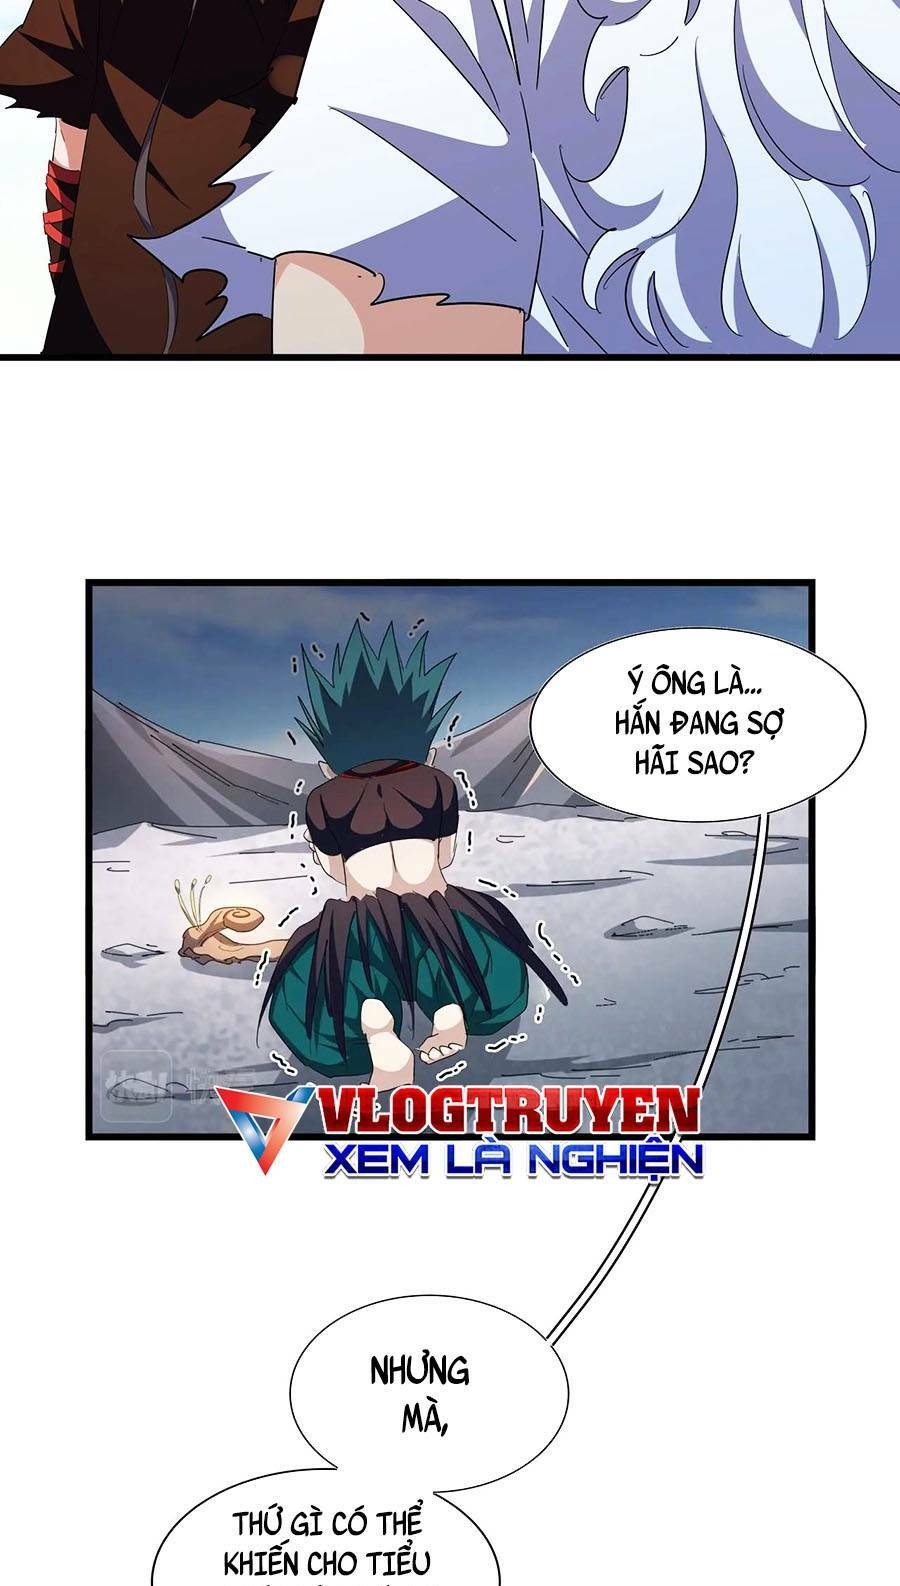 Ý ÔNG LÀ...
HẮN ĐANG SỢ
HÃI SAO?
VLOGTRUYEN
XEM LÀ NGHIỆN
NHƯNG
MÀ,
THỨ GÌ CÓ THỂ
KHIẾN CHO TIỂU